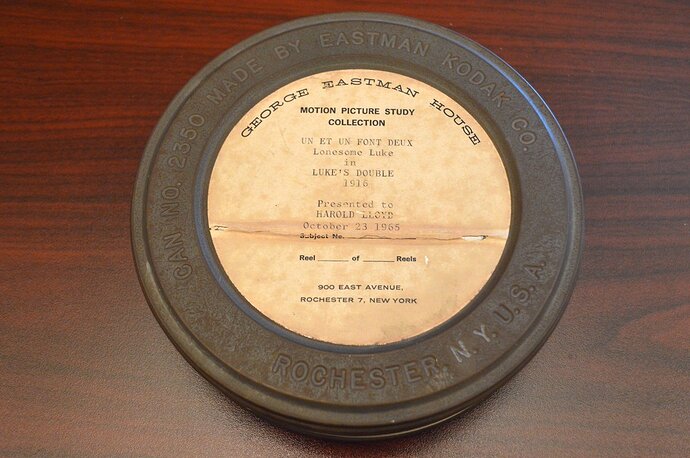 CAN NO. 2350 MADE BY EASTMAN KODAK CO.
ROCHESTER N.Y. U.S.A.
GEORGE EASTMAN HOUSE
MOTION PICTURE STUDY
COLLECTION
UN ET UN FONT DEUX
Lonesome Luke
in
LUKE'S DOUBLE
1916
Presented to
HAROLD LLOYD
October 23 1965
Subject No.
Reel ____ of ____ Reels
900 EAST AVENUE,
ROCHESTER 7, NEW YORK